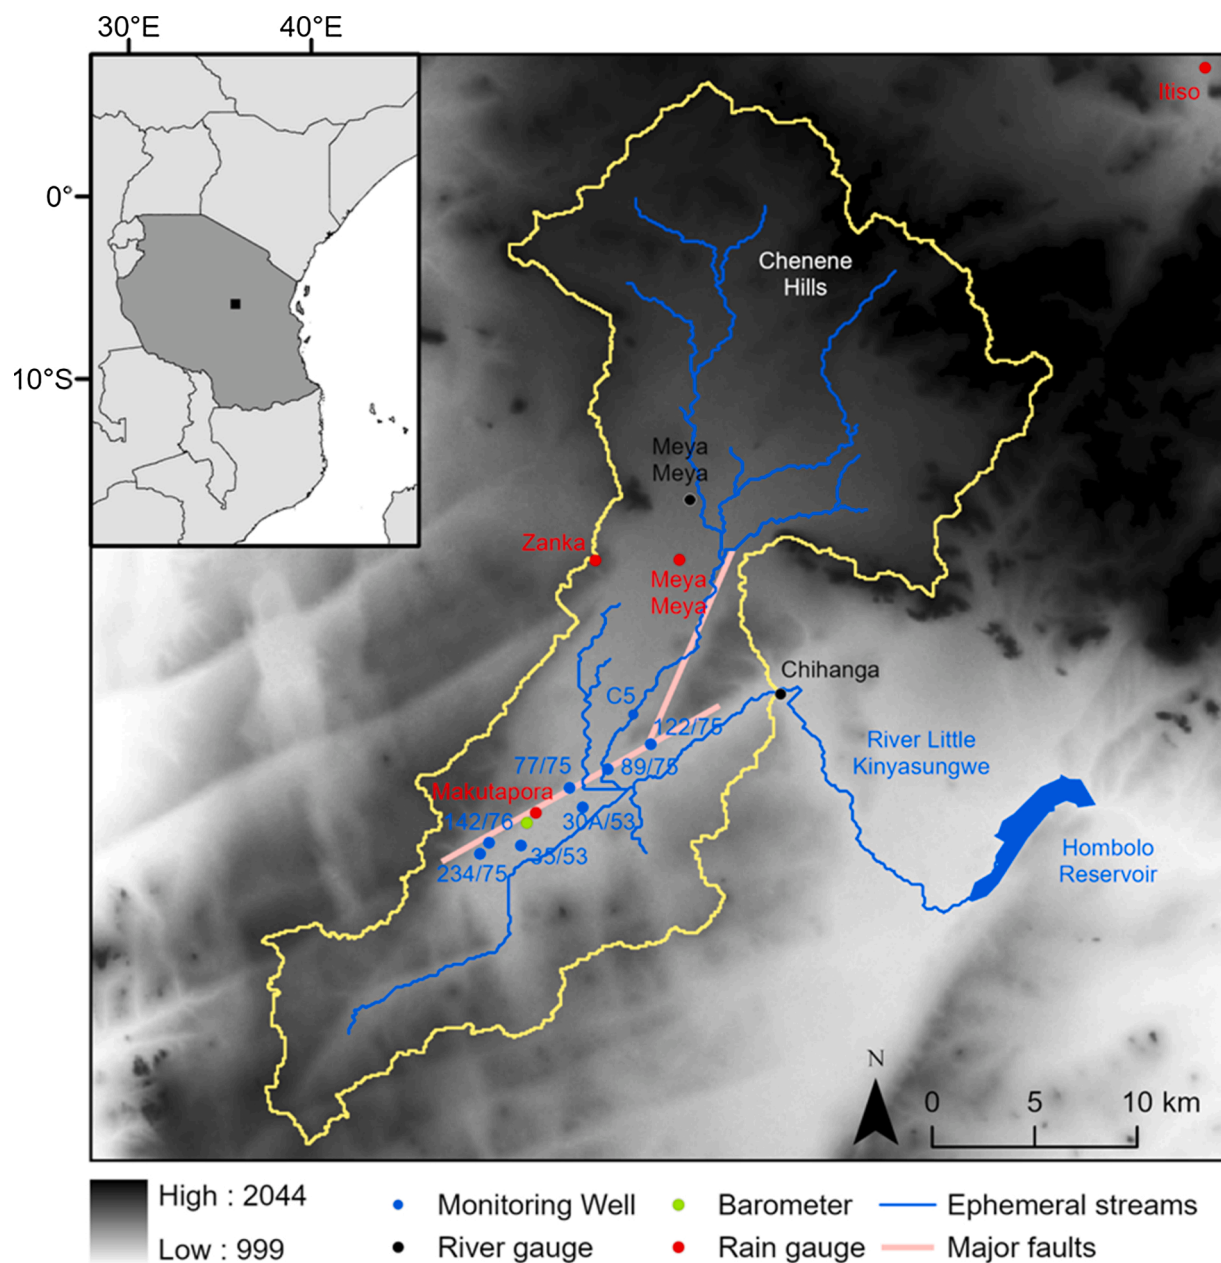 30°E
40°E
0°
10°S
Itiso
Chenene
Hills
Meya
Meya
Zanka
Meya
Meya
Chihanga
C5
122/75
River Little
Kinyasungwe
77/75
89/75
Makutapora
142/76
30A/53
35/53
234/75
Hombolo
Reservoir
N
0
5
10 km
High : 2044
Low : 999
Monitoring Well
River gauge
Barometer
Rain gauge
Ephemeral streams
Major faults